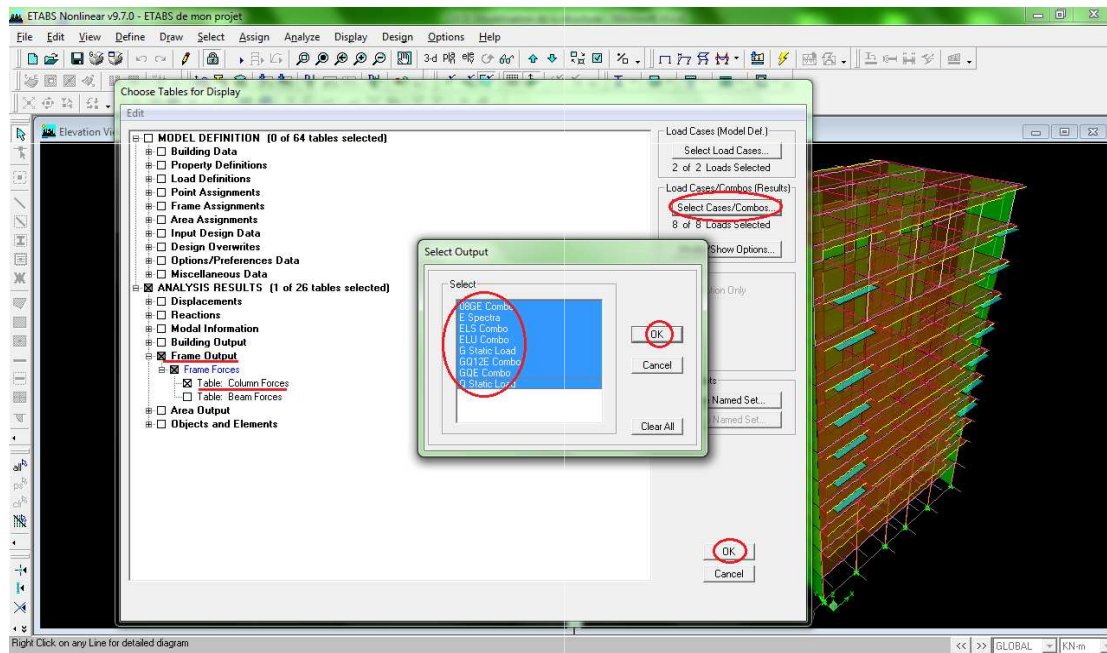 ETABS Nonlinear v9.7.0 - ETABS de mon projet
File Edit View Define Draw Select Assign Analyze Display Design Options Help
3-d
Elevation
Choose Tables for Display
Edit
MODEL DEFINITION (0 of 64 tables selected)
Building Data
Property Definitions
Load Definitions
Point Assignments
Frame Assignments
Area Assignments
Input Design Data
Design Overwrites
Options/Preferences Data
Miscellaneous Data
ANALYSIS RESULTS (1 of 26 tables selected)
Displacements
Reactions
Modal Information
Building Output
Frame Output
Frame Forces
Table: Column Forces
Table: Beam Forces
Area Output
Objects and Elements
Load Cases (Model Def.)
Select Load Cases...
2 of 2 Loads Selected
Load Cases/Combos (Results)
Select Cases/Combos...
8 of 8 Loads Selected
Show Options...
Only
Named Set...
Named Set...
OK
Cancel
Select Output
Select
08GE Combo
E Spectra
ELS Combo
ELU Combo
G Static Load
GQ12E Combo
GQE Combo
Q Static Load
OK
Cancel
Clear All
all
Right Click on any Line for detailed diagram
GLOBAL
KN-m